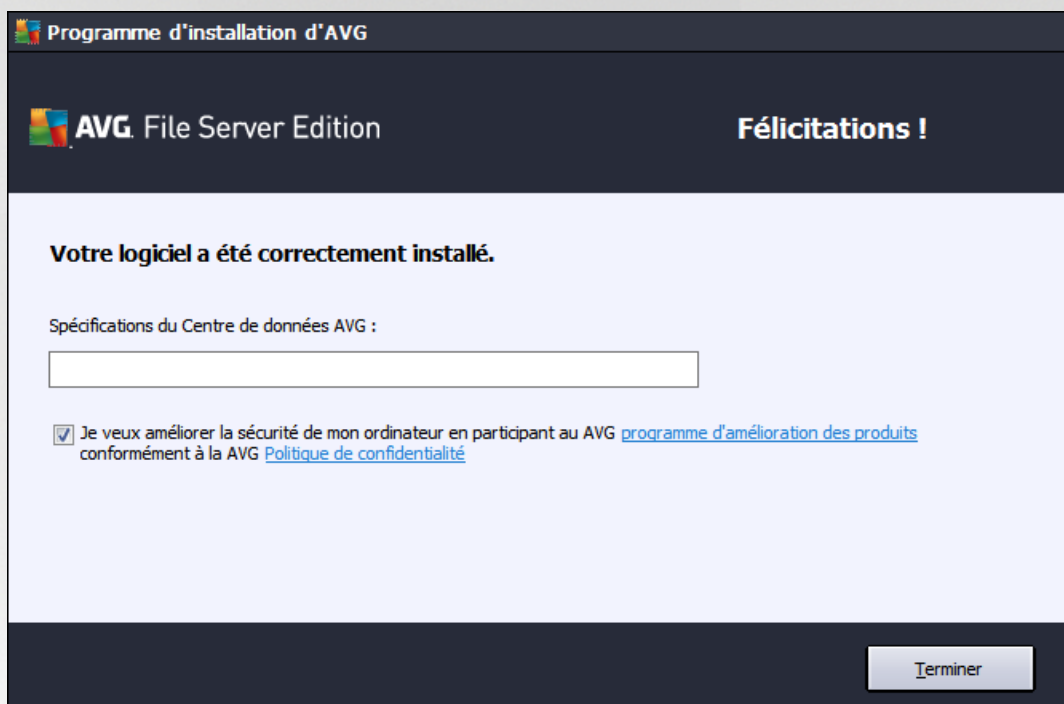 Programme d'installation d'AVG
AVG. File Server Edition
Félicitations !
Votre logiciel a été correctement installé.
Spécifications du Centre de données AVG :
Je veux améliorer la sécurité de mon ordinateur en participant au AVG programme d'amélioration des produits
conformément à la AVG Politique de confidentialité
Terminer